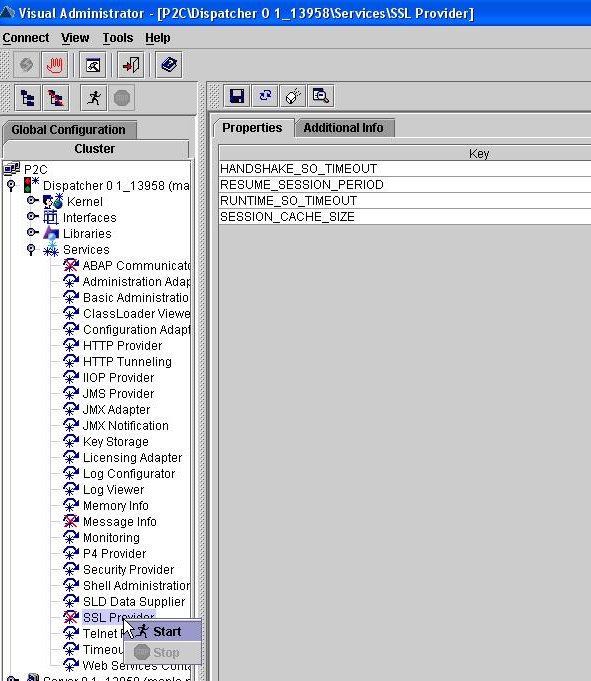 Visual Administrator - [P2C\Dispatcher 0 1_13958\Services\SSL Provider]
Connect View Tools Help
Global Configuration
Cluster
P2C
Dispatcher 0 1_13958 (ma
Kernel
Interfaces
Libraries
Services
ABAP Communicato
Administration Adap
Basic Administratio
ClassLoader Viewe
Configuration Adapt
HTTP Provider
HTTP Tunneling
IIOP Provider
JMS Provider
JMX Adapter
JMX Notification
Key Storage
Licensing Adapter
Log Configurator
Log Viewer
Memory Info
Message Info
Monitoring
P4 Provider
Security Provider
Shell Administration
SLD Data Supplier
SSL Provider
Telnet
Timeou
Web Services Conta
Start
Stop
Properties
Additional Info
Key
HANDSHAKE_SO_TIMEOUT
RESUME_SESSION_PERIOD
RUNTIME_SO_TIMEOUT
SESSION_CACHE_SIZE